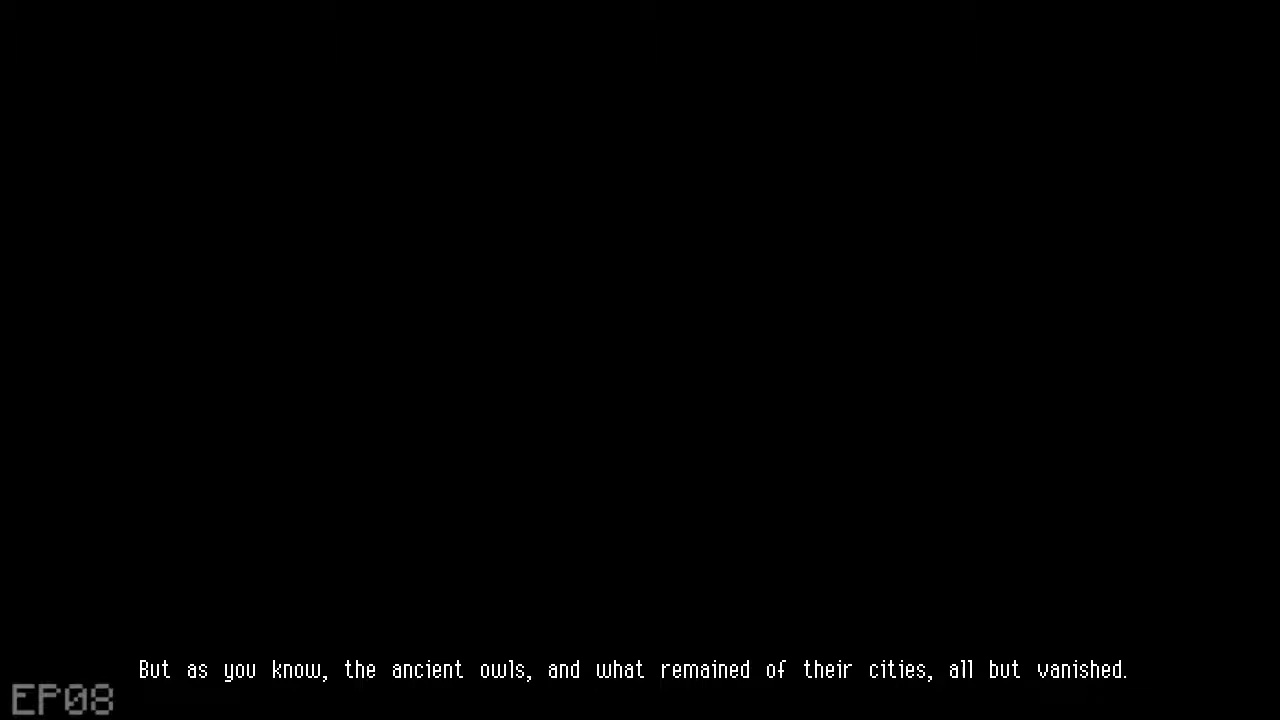 But as you know, the ancient owls, and what remained of their cities, all but vanished.
EP08